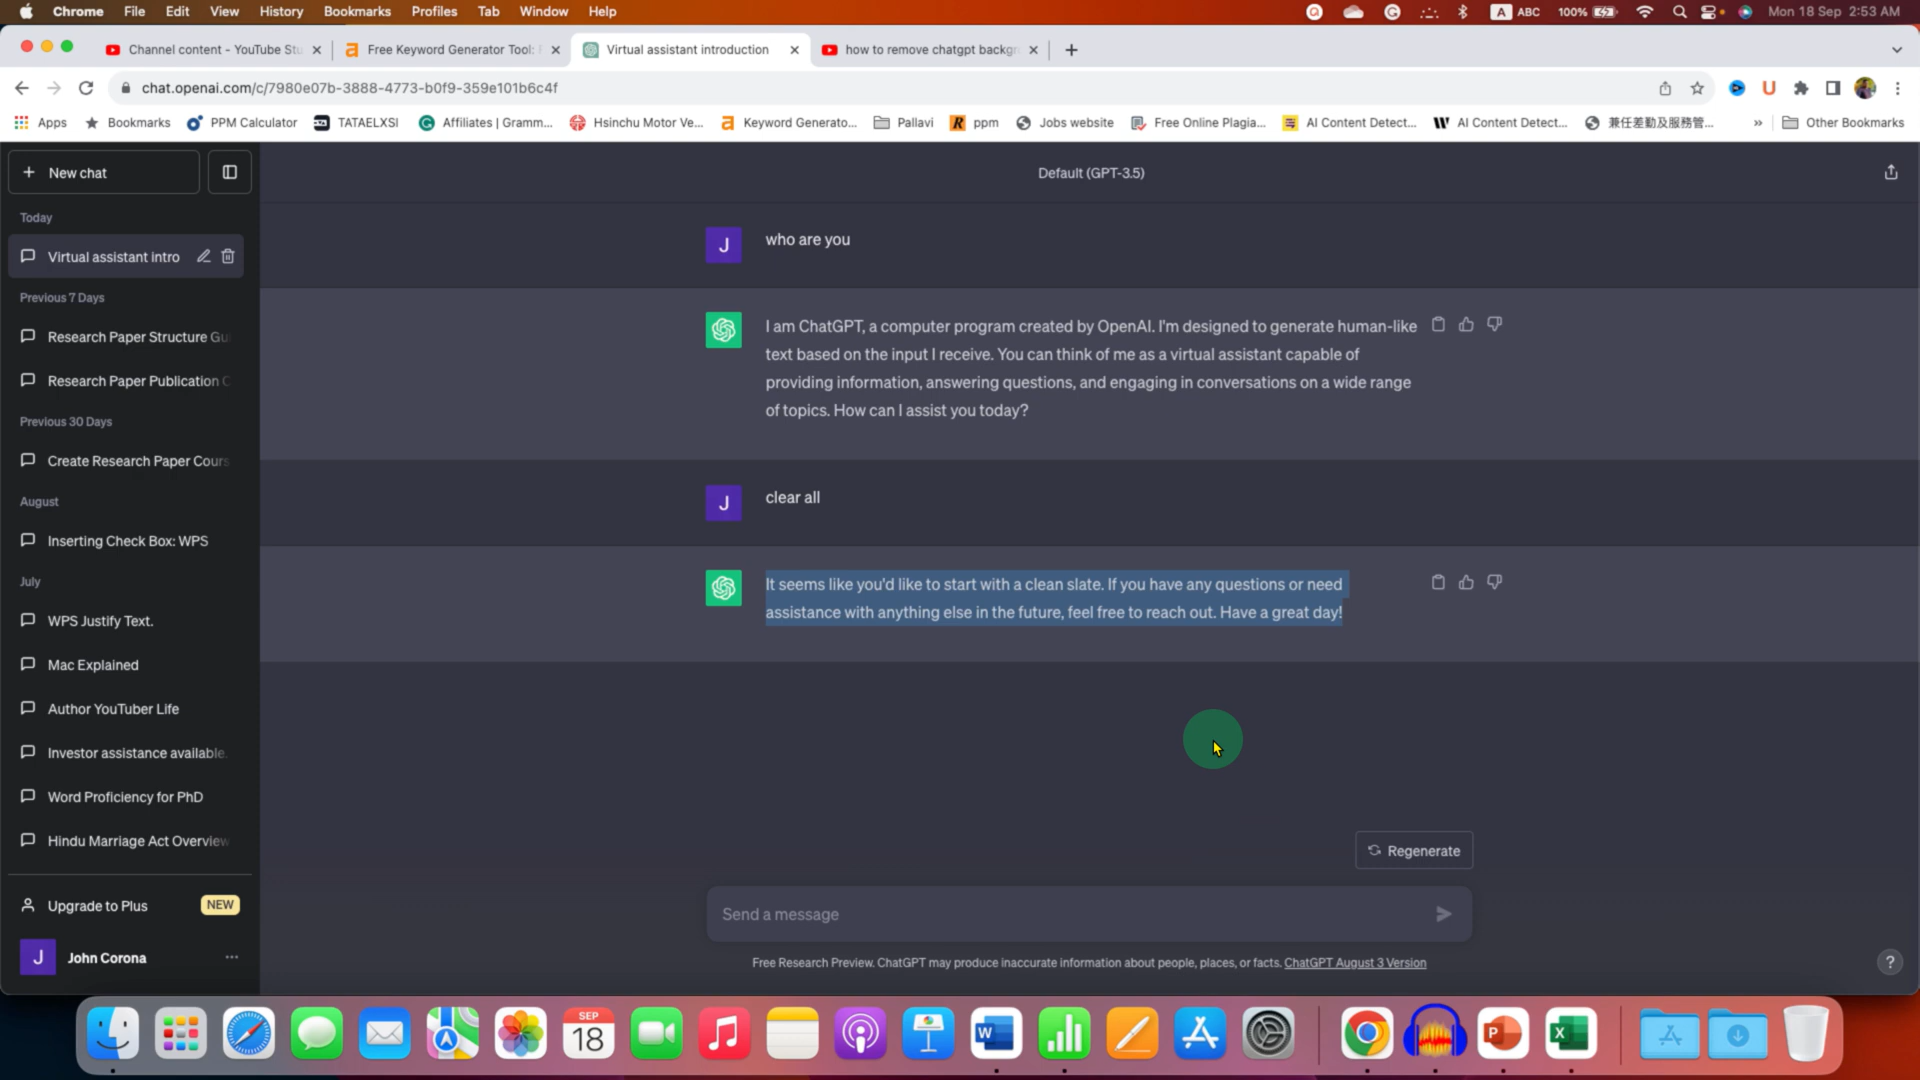 Chrome File Edit View History Bookmarks Profiles Tab Window Help A ABC 100% Mon 18 Sep 2:53 AM
Channel content - YouTube Stu Free Keyword Generator Tool: Virtual assistant introduction how to remove chatgpt backgr
chat.openai.com/c/7980e07b-3888-4773-b0f9-359e101b6c4f
Apps Bookmarks PPM Calculator TATAELXSI Affiliates | Gramm... Hsinchu Motor Ve... Keyword Generato... Pallavi ppm Jobs website Free Online Plagia... AI Content Detect... AI Content Detect... 兼任差勤及服務管... » Other Bookmarks
+ New chat
Default (GPT-3.5)
Today
Virtual assistant intro
Previous 7 Days
Research Paper Structure Gu
Research Paper Publication C
Previous 30 Days
Create Research Paper Cours
August
Inserting Check Box: WPS
July
WPS Justify Text.
Mac Explained
Author YouTuber Life
Investor assistance available.
Word Proficiency for PhD
Hindu Marriage Act Overview
Upgrade to Plus NEW
J John Corona ...
J who are you
I am ChatGPT, a computer program created by OpenAI. I'm designed to generate human-like
text based on the input I receive. You can think of me as a virtual assistant capable of
providing information, answering questions, and engaging in conversations on a wide range
of topics. How can I assist you today?
J clear all
It seems like you'd like to start with a clean slate. If you have any questions or need
assistance with anything else in the future, feel free to reach out. Have a great day!
Regenerate
Send a message
Free Research Preview. ChatGPT may produce inaccurate information about people, places, or facts. ChatGPT August 3 Version
?
SEP
18
W P X